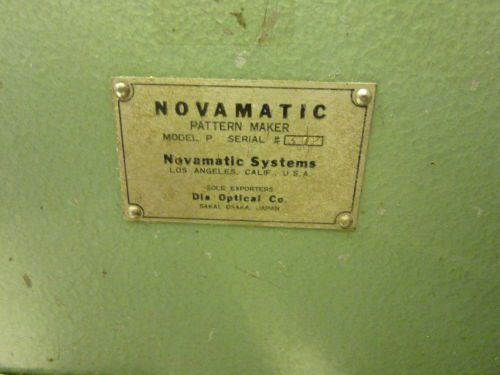 NOVAMATIC
PATTERN MAKER
MODEL P. SERIAL #
Novamatic Systems
LOS ANGELES, CALIF., U.S.A.
SOLE EXPORTERS
Dia Optical Co.
SAKAI, OSAKA, JAPAN